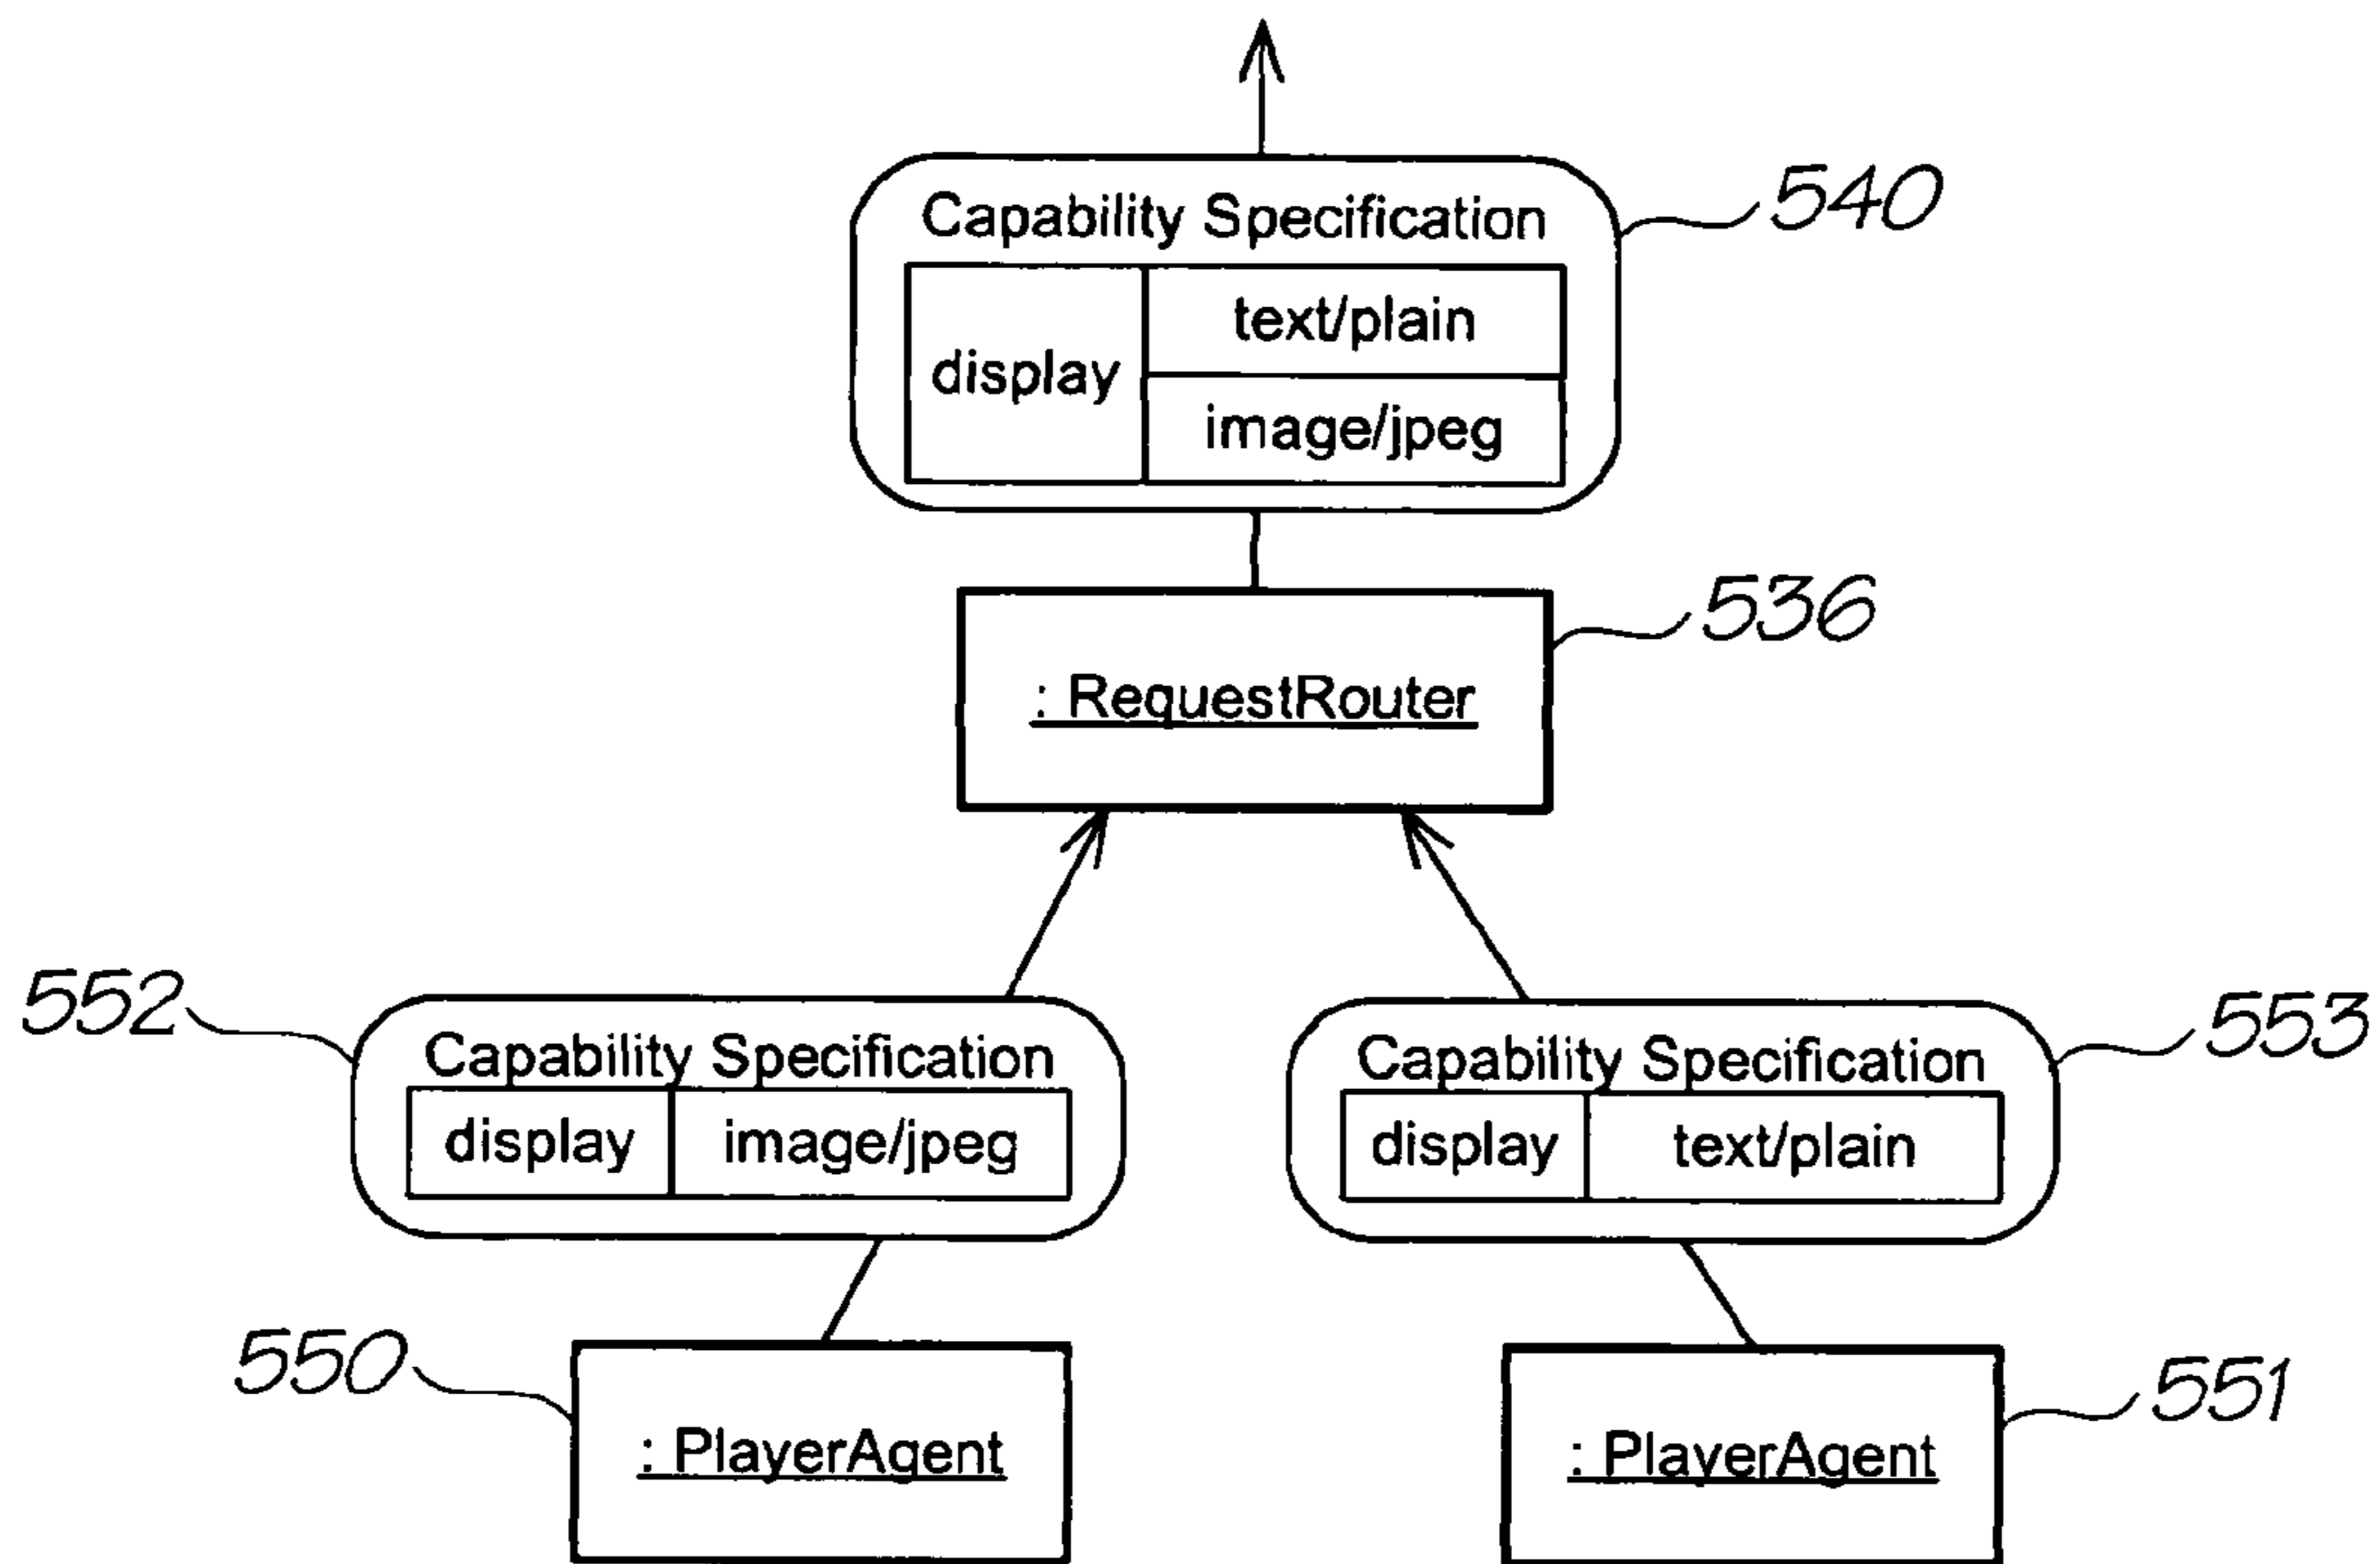 Capability Specification
540
text/plain
display
image/jpeg
536
: RequestRouter
552
Capability Specification
display image/jpeg
553
Capability Specification
display text/plain
550
: PlayerAgent
551
: PlayerAgent